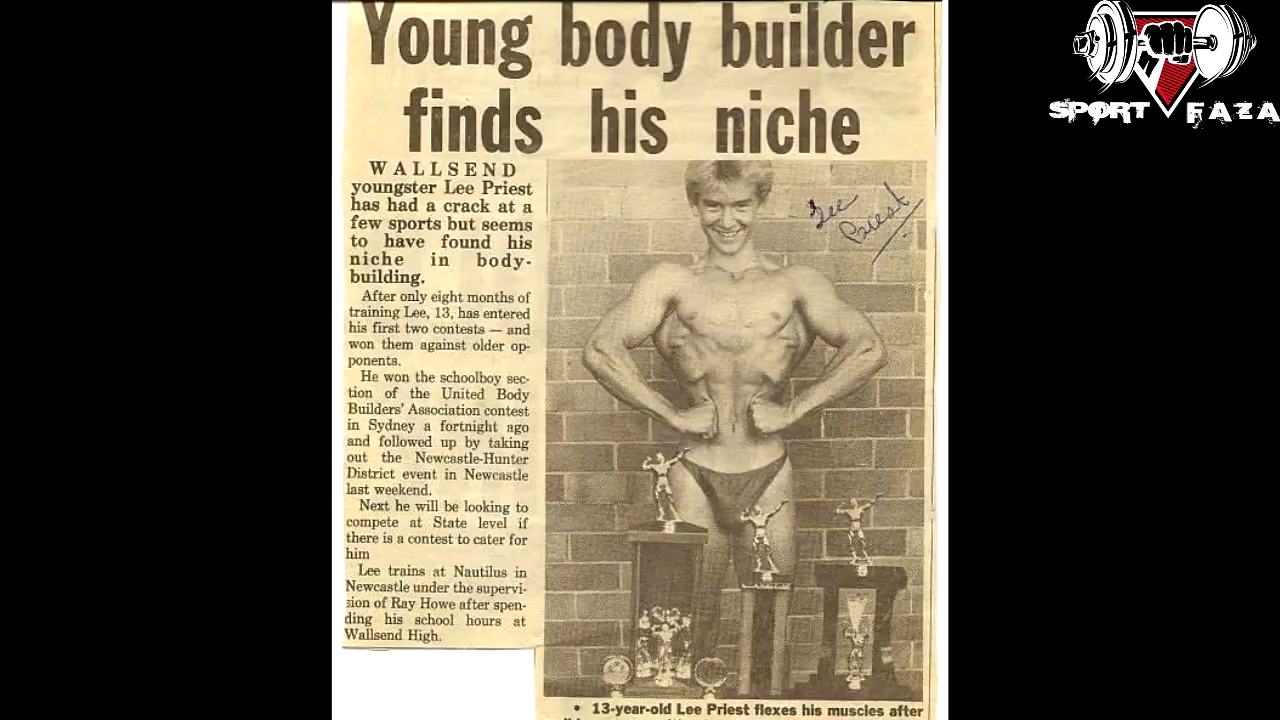 Young body builder
finds his niche
WALLSEND
youngster Lee Priest
has had a crack at a
few sports but seems
to have found his
niche in body-
building.
After only eight months of
training Lee, 13, has entered
his first two contests — and
won them against older op-
ponents.
He won the schoolboy sec-
tion of the United Body
Builders' Association contest
in Sydney a fortnight ago
and followed up by taking
out the Newcastle-Hunter
District event in Newcastle
last weekend.
Next he will be looking to
compete at State level if
there is a contest to cater for
him
Lee trains at Nautilus in
Newcastle under the supervi-
sion of Ray Howe after spen-
ding his school hours at
Wallsend High.
Lee
Priest
• 13-year-old Lee Priest flexes his muscles after
SPORT FAZA